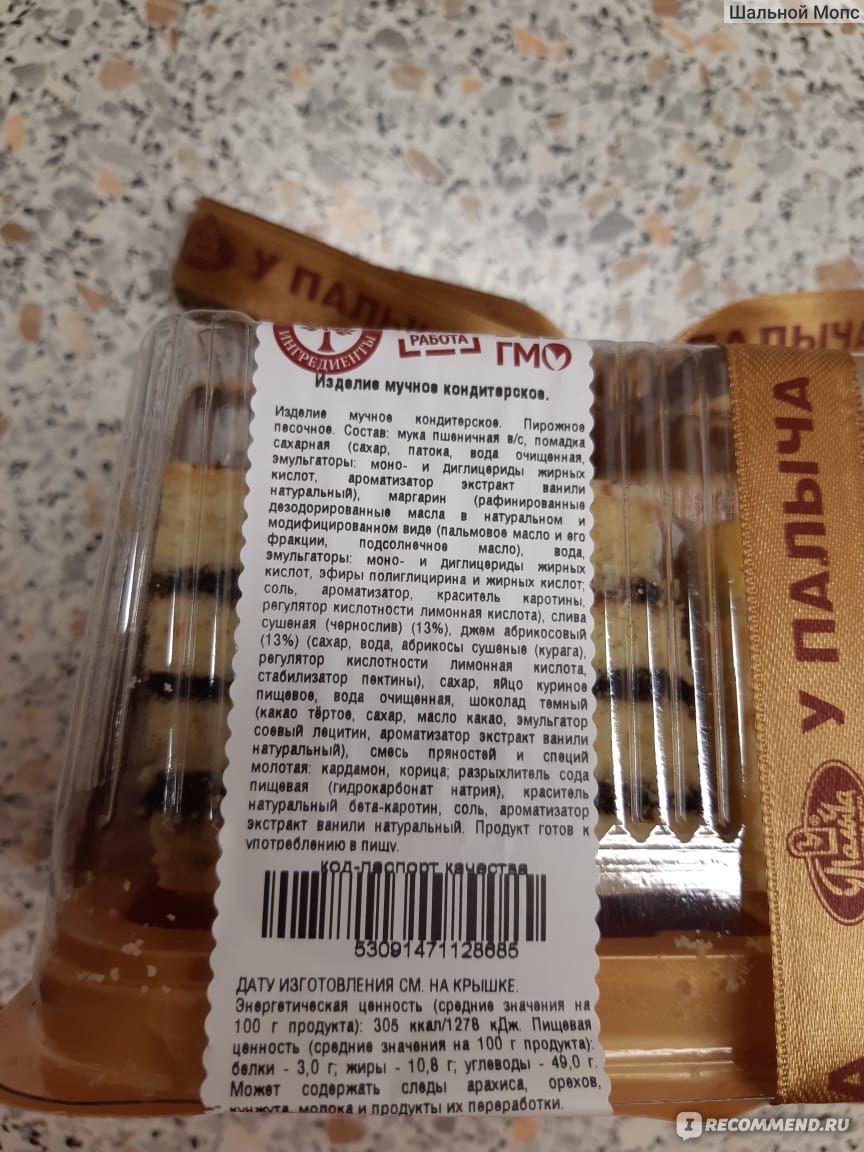 Шальной Мопс
У ПАЛЫЧА
ПАЛЫЧА
ИНГРЕДИЕНТЫ
РАБОТА
ГМО
Изделие мучное кондитерское.
Изделие мучное кондитерское. Пирожное
песочное. Состав: мука пшеничная в/с, помадка
сахарная (сахар, патока, вода очищенная,
эмульгаторы: моно- и диглицериды жирных
кислот, ароматизатор экстракт ванили
натуральный), маргарин (рафинированные
дезодорированные масла в натуральном и
модифицированном виде (пальмовое масло и его
фракции, подсолнечное масло), вода,
эмульгаторы: моно- и диглицериды жирных
кислот, эфиры полиглицирина и жирных кислот;
соль, ароматизатор, краситель каротины,
регулятор кислотности лимонная кислота), слива
сушеная (чернослив) (13%), джем абрикосовый
(13%) (сахар, вода, абрикосы сушеные (курага),
регулятор кислотности лимонная кислота,
стабилизатор пектины), сахар, яйцо куриное
пищевое, вода очищенная, шоколад темный
(какао тёртое, сахар, масло какао, эмульгатор
соевый лецитин, ароматизатор экстракт ванили
натуральный), смесь пряностей и специй
молотая: кардамон, корица; разрыхлитель сода
пищевая (гидрокарбонат натрия), краситель
натуральный бета-каротин, соль, ароматизатор
экстракт ванили натуральный. Продукт готов к
употреблению в пищу.
код-паспорт качества
53091471128685
ДАТУ ИЗГОТОВЛЕНИЯ СМ. НА КРЫШКЕ.
Энергетическая ценность (средние значения на
100 г продукта): 305 ккал/1278 кДж. Пищевая
ценность (средние значения на 100 г продукта):
белки - 3,0 г; жиры - 10,8 г; углеводы - 49,0 г.
Может содержать следы арахиса, орехов,
кунжута, молока и продукты их переработки.
У ПАЛЫЧА
Палыча
IRECOMMEND.RU